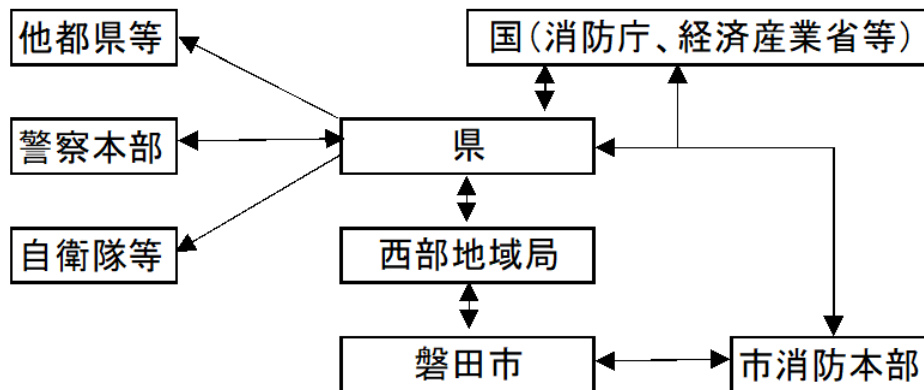 他都県等
国(消防庁、経済産業省等)
警察本部
県
自衛隊等
西部地域局
磐田市
市消防本部